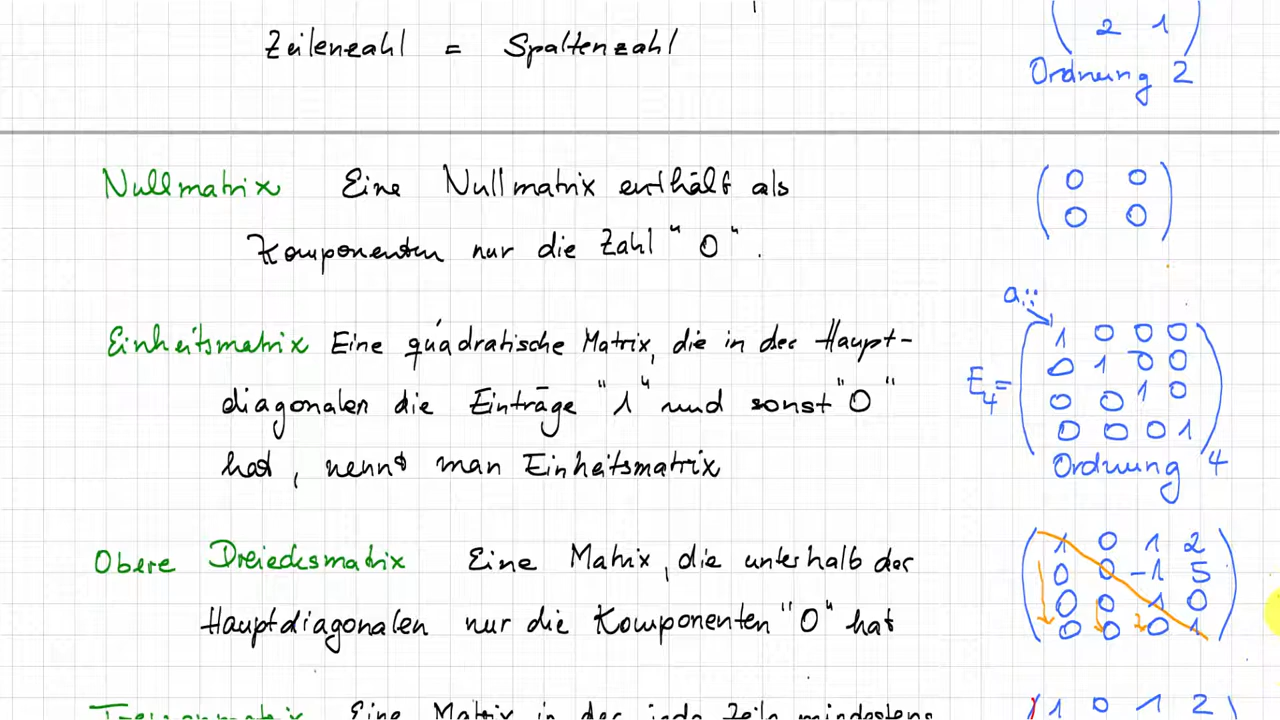 Zeilenzahl = Spaltenzahl
2 1
Ordnung 2
Nullmatrix Eine Nullmatrix enthält als
Komponenten nur die Zahl "0".
0 0
0 0
Einheitsmatrix Eine quadratische Matrix, die in der Haupt-
diagonalen die Einträge "1" und sonst "0"
hat, nennt man Einheitsmatrix
aii
E4 =
1 0 0 0
0 1 0 0
0 0 1 0
0 0 0 1
Ordnung 4
Obere Dreiecksmatrix Eine Matrix, die unterhalb der
Hauptdiagonalen nur die Komponenten "0" hat
1 0 1 2
0 0 -1 5
0 0 1 0
0 0 0 1
Eine Matrix in der jede Zeile mindestens
1 0 1 2